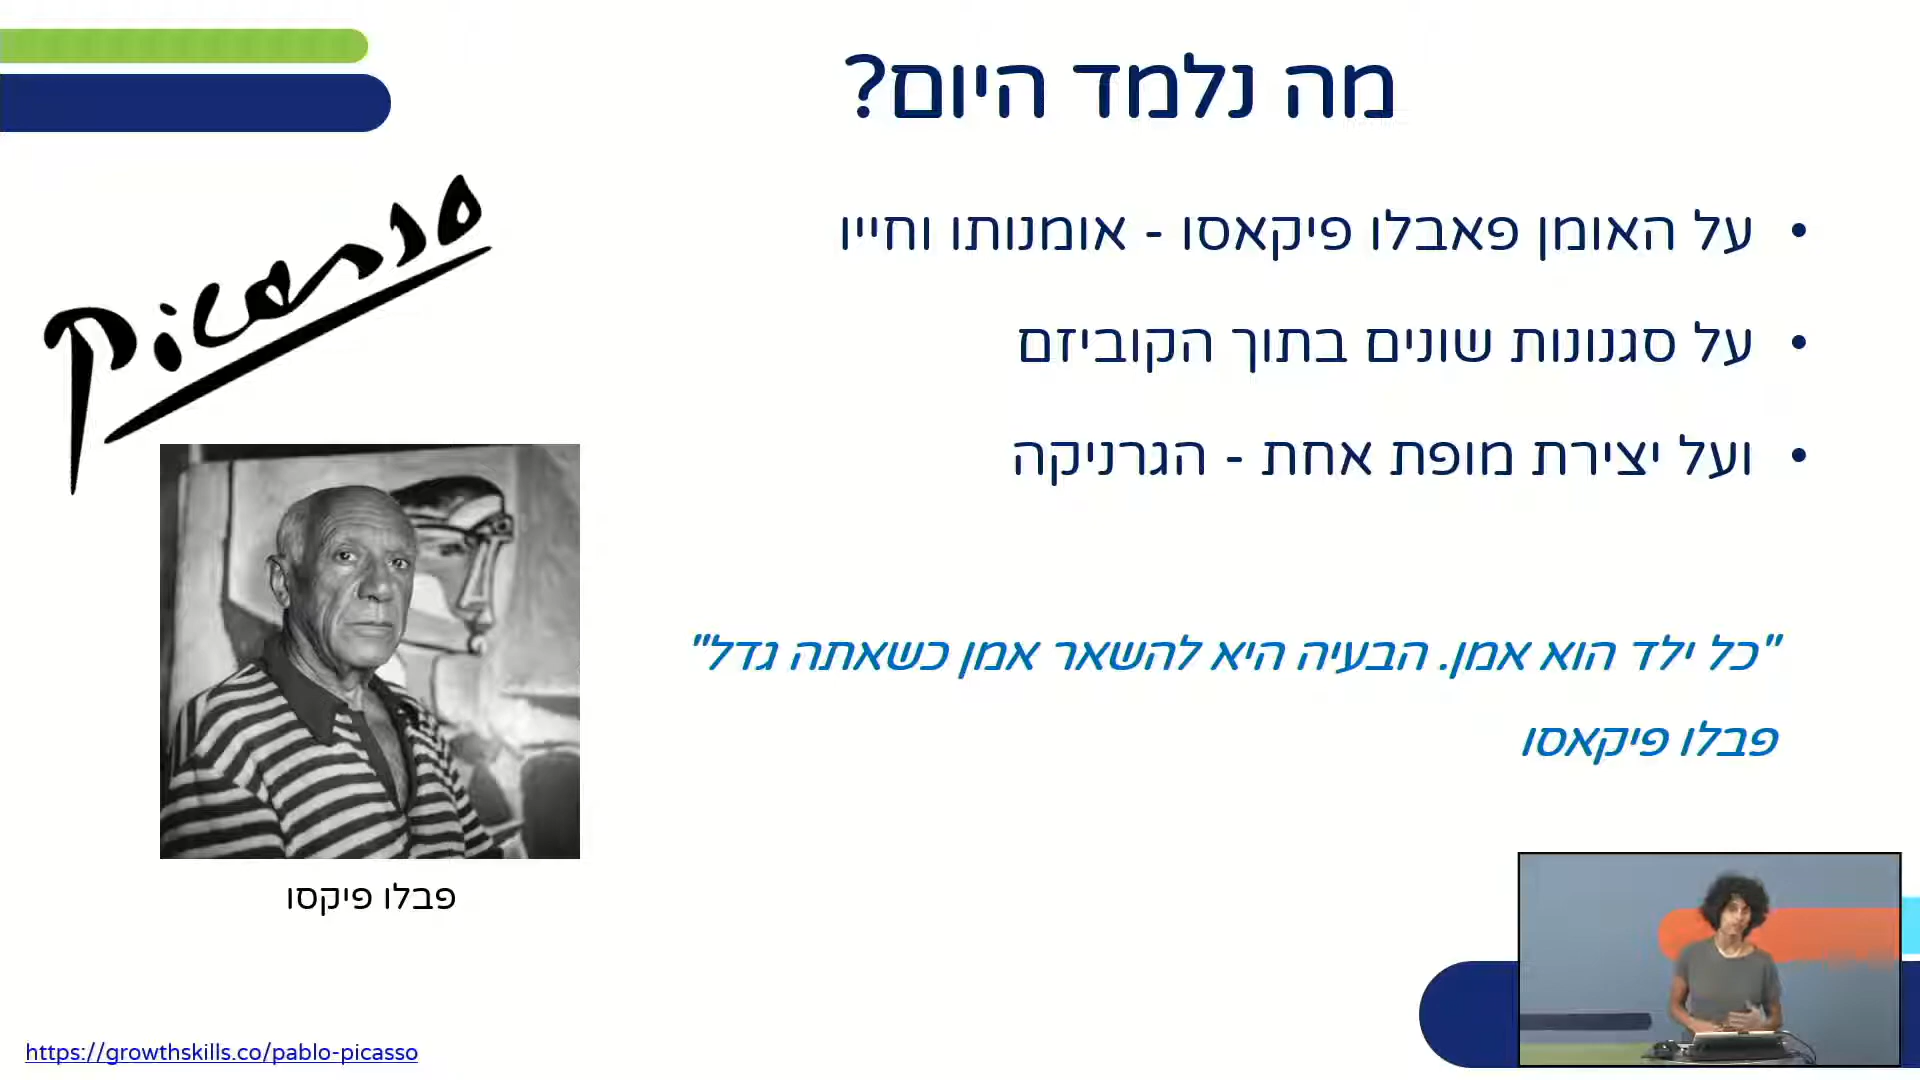 מה נלמד היום?
• על האומן פאבלו פיקאסו - אומנותו וחייו
• על סגנונות שונים בתוך הקוביזם
• ועל יצירת מופת אחת - הגרניקה
"כל ילד הוא אמן. הבעיה היא להשאר אמן כשאתה גדל"
פבלו פיקאסו
Picasso
פבלו פיקסו
https://growthskills.co/pablo-picasso